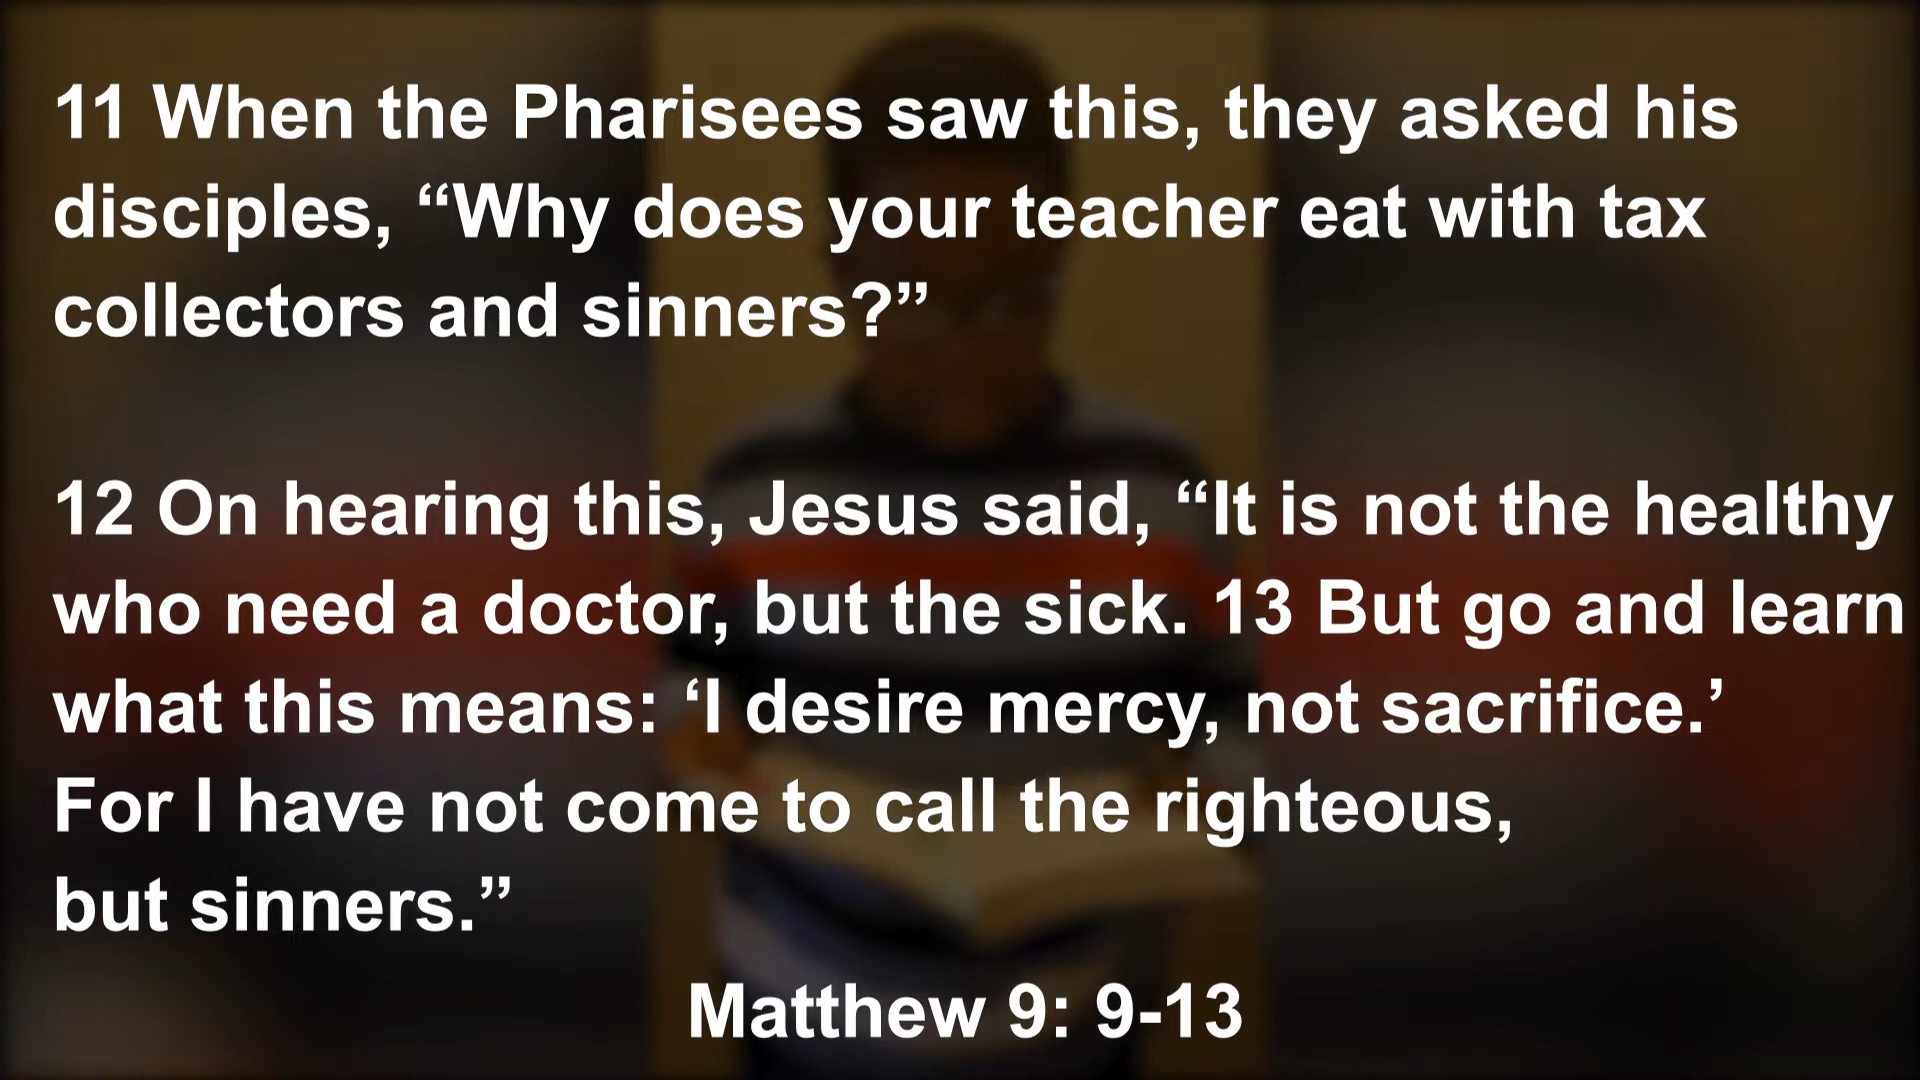 11 When the Pharisees saw this, they asked his
disciples, “Why does your teacher eat with tax
collectors and sinners?”
12 On hearing this, Jesus said, “It is not the healthy
who need a doctor, but the sick. 13 But go and learn
what this means: ‘I desire mercy, not sacrifice.’
For I have not come to call the righteous,
but sinners.”
Matthew 9: 9-13